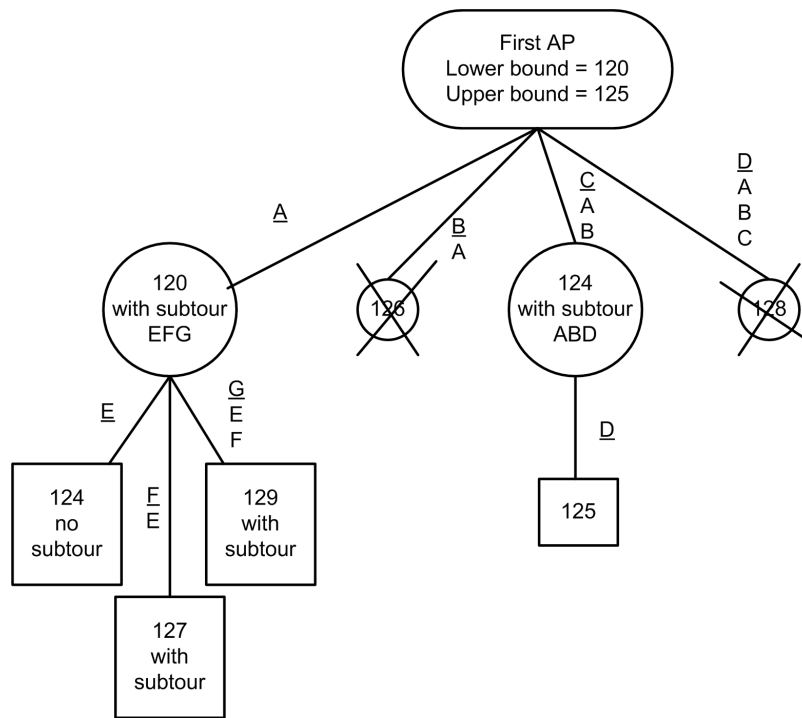 First AP
Lower bound = 120
Upper bound = 125
A
B
A
C
A
B
D
A
B
C
120
with subtour
EFG
126
124
with subtour
ABD
128
E
F
E
G
E
F
D
124
no
subtour
129
with
subtour
125
127
with
subtour